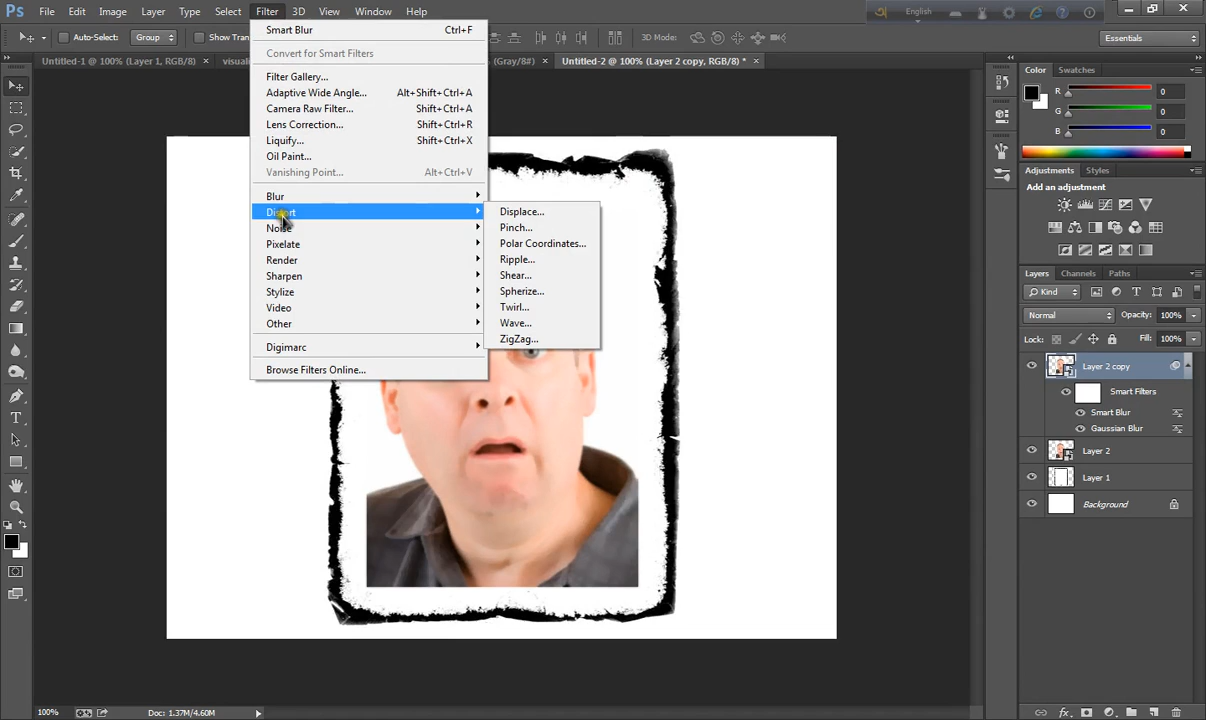 Ps File Edit Image Layer Type Select Filter 3D View Window Help
English
Auto-Select: Group Show Tran 3D Mode: Essentials
Untitled-1 @ 100% (Layer 1, RGB/8) × visuali (Gray/8#) × Untitled-2 @ 100% (Layer 2 copy, RGB/8) * ×
Smart Blur Ctrl+F
Convert for Smart Filters
Filter Gallery...
Adaptive Wide Angle... Alt+Shift+Ctrl+A
Camera Raw Filter... Shift+Ctrl+A
Lens Correction... Shift+Ctrl+R
Liquify... Shift+Ctrl+X
Oil Paint...
Vanishing Point... Alt+Ctrl+V
Blur
Distort
Noise
Pixelate
Render
Sharpen
Stylize
Video
Other
Digimarc
Browse Filters Online...
Displace...
Pinch...
Polar Coordinates...
Ripple...
Shear...
Spherize...
Twirl...
Wave...
ZigZag...
Color Swatches
R 0
G 0
B 0
Adjustments Styles
Add an adjustment
Layers Channels Paths
Kind
Normal Opacity: 100%
Lock: Fill: 100%
Layer 2 copy
Smart Filters
Smart Blur
Gaussian Blur
Layer 2
Layer 1
Background
100% Doc: 1.37M/4.60M